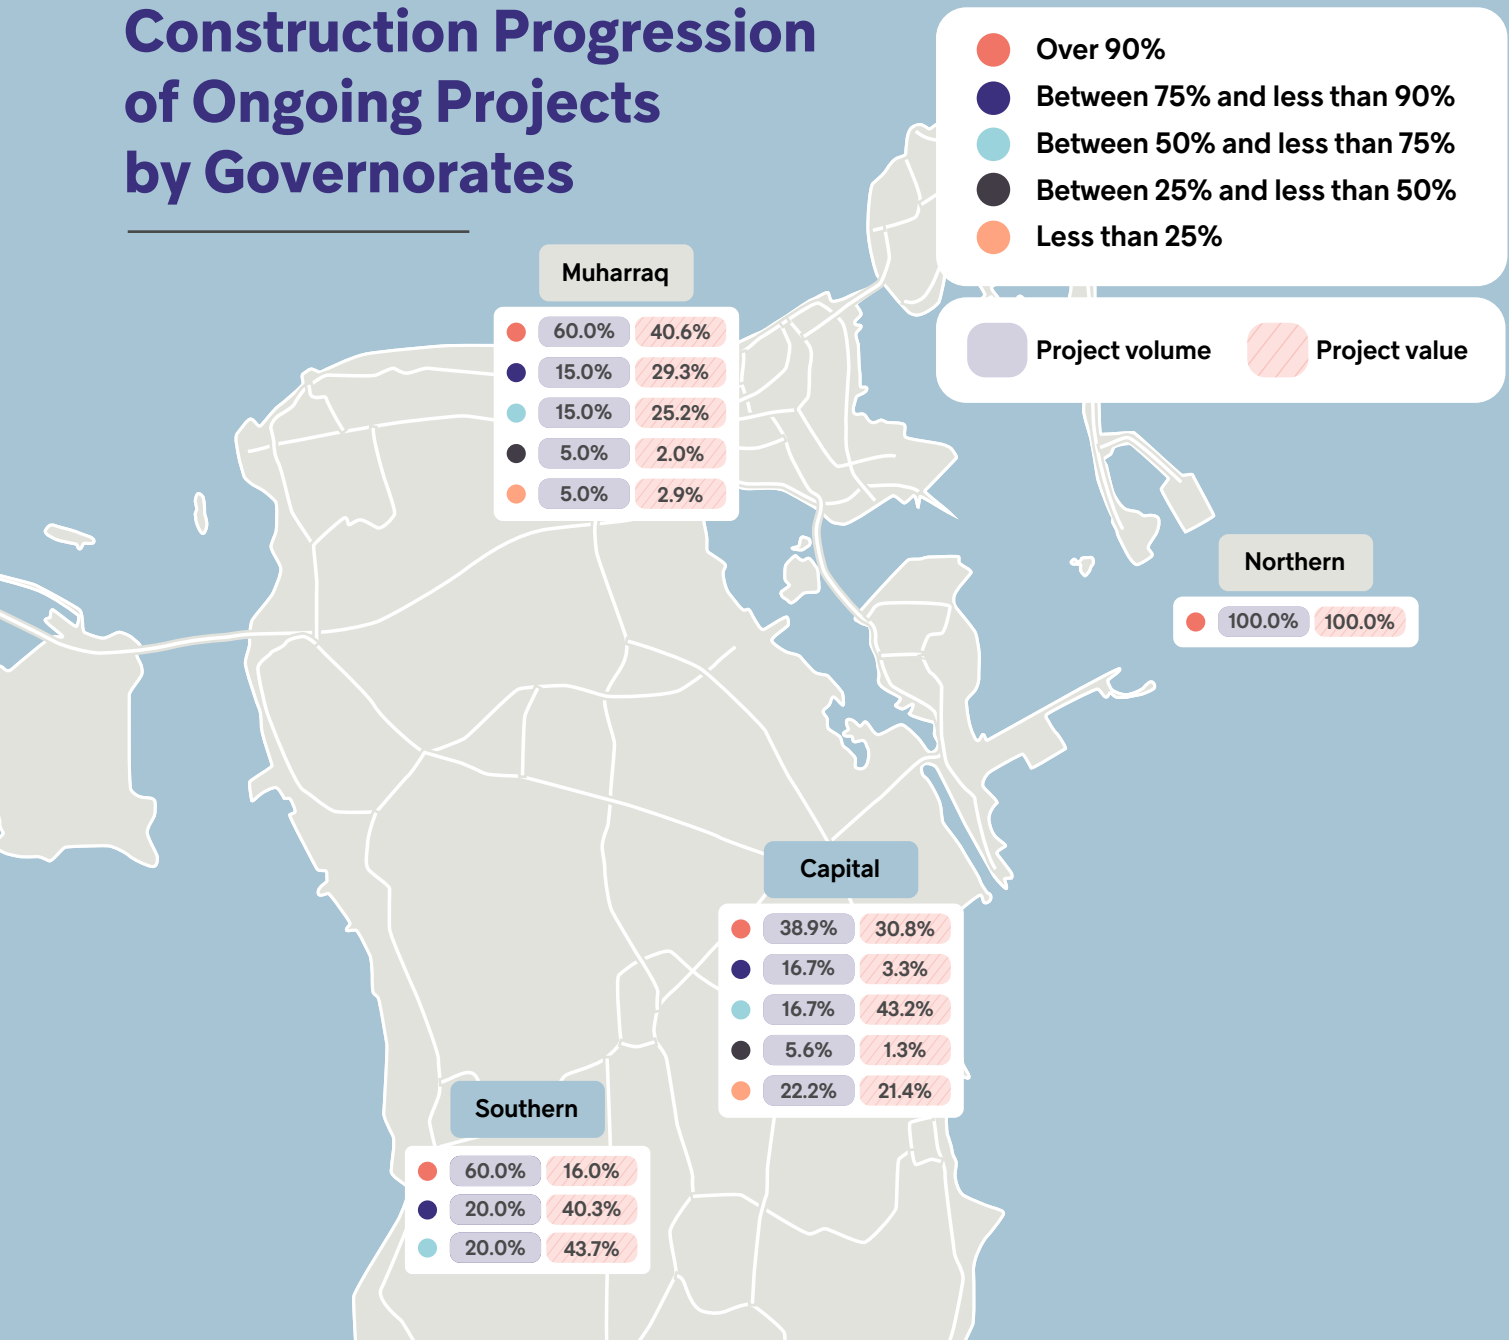 Construction Progression
of Ongoing Projects
by Governorates
Over 90%
Between 75% and less than 90%
Between 50% and less than 75%
Between 25% and less than 50%
Less than 25%
Project volume Project value
Muharraq
60.0% 40.6%
15.0% 29.3%
15.0% 25.2%
5.0% 2.0%
5.0% 2.9%
Northern
100.0% 100.0%
Capital
38.9% 30.8%
16.7% 3.3%
16.7% 43.2%
5.6% 1.3%
22.2% 21.4%
Southern
60.0% 16.0%
20.0% 40.3%
20.0% 43.7%